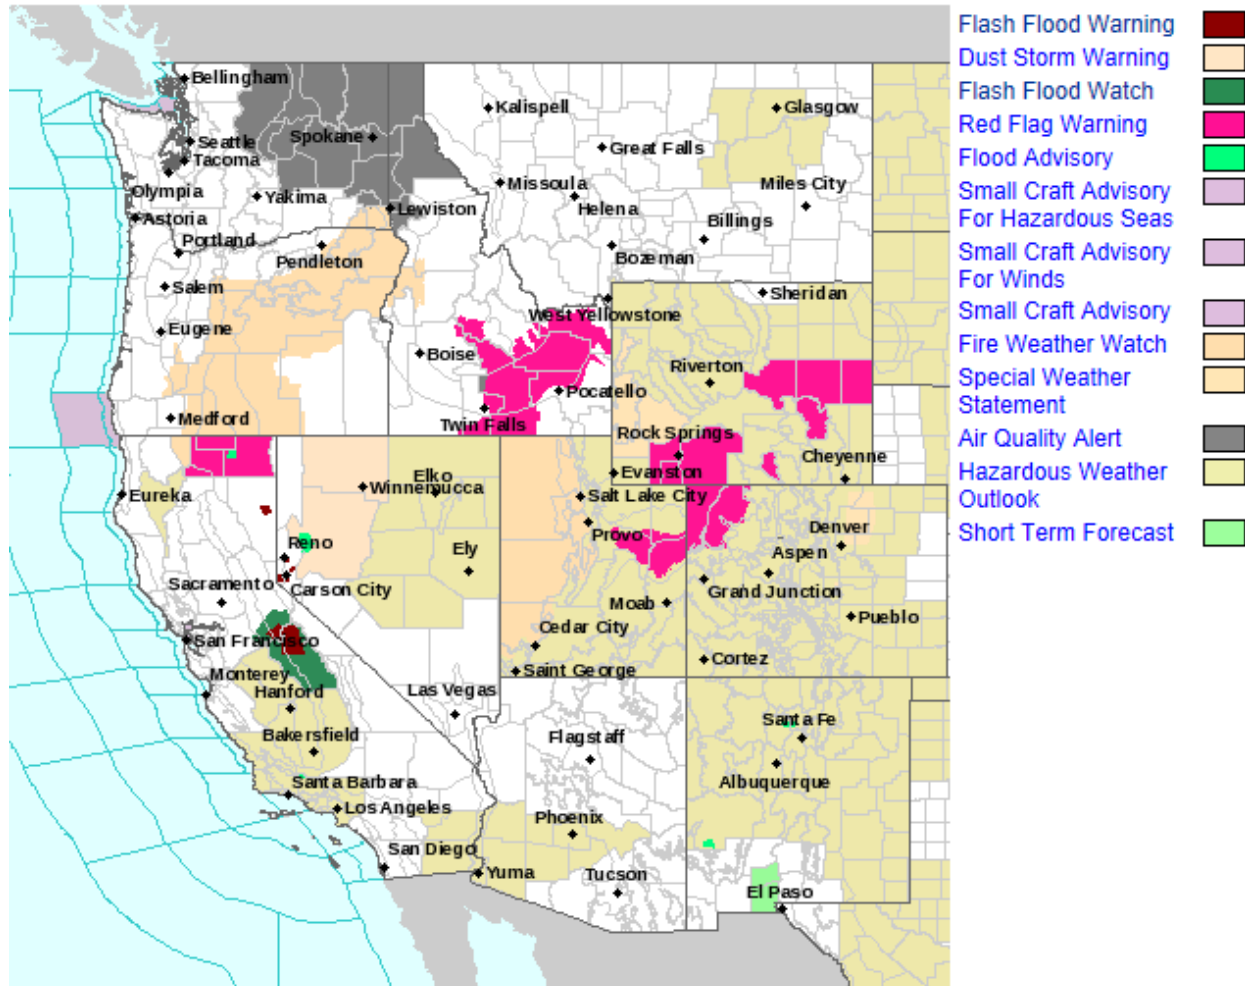 Bellingham
Seattle
Tacoma
Olympia
Spokane
Yakima
Astoria
Lewiston
Portland
Pendleton
Salem
Eugene
Medford
Kalispell
Glasgow
Great Falls
Missoula
Helena
Miles City
Billings
Bozeman
West Yellowstone
Sheridan
Boise
Pocatello
Twin Falls
Riverton
Rock Springs
Evanston
Cheyenne
Eureka
Winnemucca
Elko
Salt Lake City
Provo
Denver
Aspen
Reno
Ely
Carson City
Sacramento
Grand Junction
Moab
Pueblo
San Francisco
Cedar City
Saint George
Cortez
Monterey
Hanford
Las Vegas
Bakersfield
Flagstaff
Santa Fe
Albuquerque
Santa Barbara
Los Angeles
Phoenix
San Diego
Yuma
Tucson
El Paso
Flash Flood Warning
Dust Storm Warning
Flash Flood Watch
Red Flag Warning
Flood Advisory
Small Craft Advisory
For Hazardous Seas
Small Craft Advisory
For Winds
Small Craft Advisory
Fire Weather Watch
Special Weather
Statement
Air Quality Alert
Hazardous Weather
Outlook
Short Term Forecast